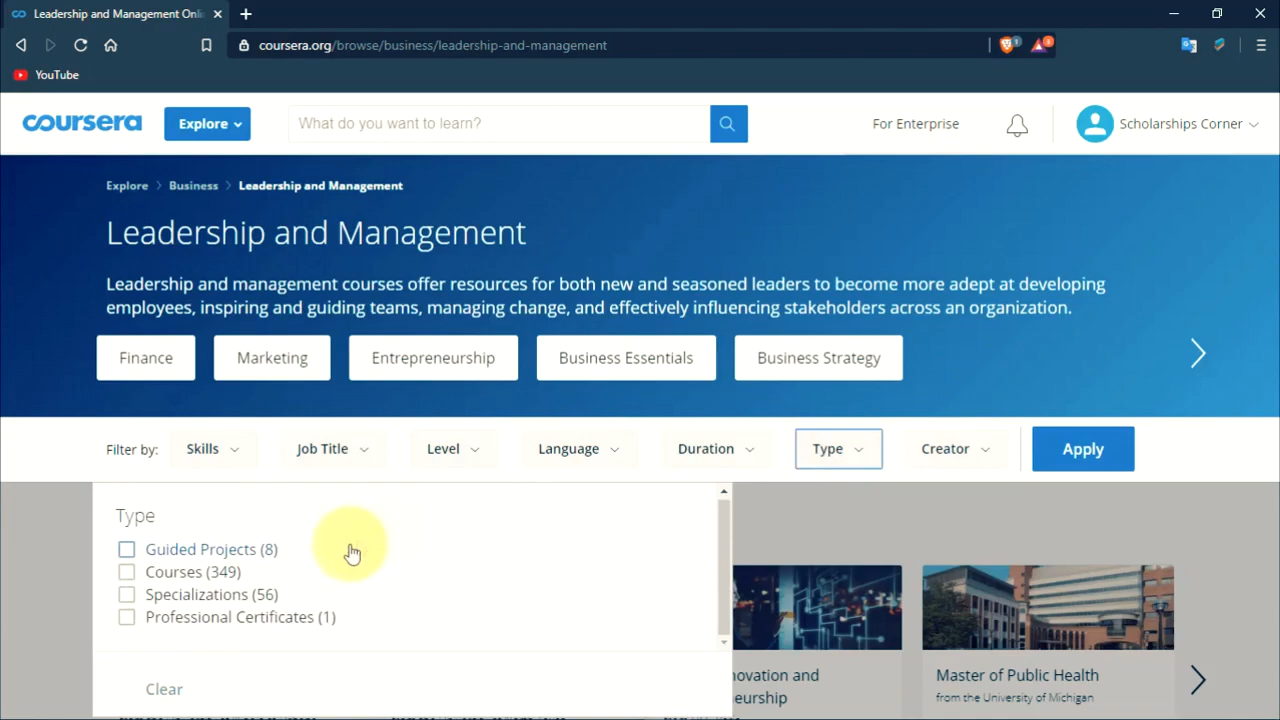 Leadership and Management Onli
coursera.org/browse/business/leadership-and-management
YouTube
coursera
Explore
What do you want to learn?
For Enterprise
Scholarships Corner
Explore > Business > Leadership and Management
Leadership and Management
Leadership and management courses offer resources for both new and seasoned leaders to become more adept at developing
employees, inspiring and guiding teams, managing change, and effectively influencing stakeholders across an organization.
Finance
Marketing
Entrepreneurship
Business Essentials
Business Strategy
Filter by:
Skills
Job Title
Level
Language
Duration
Type
Creator
Apply
Type
Guided Projects (8)
Courses (349)
Specializations (56)
Professional Certificates (1)
Clear
novation and
neurship
Master of Public Health
from the University of Michigan